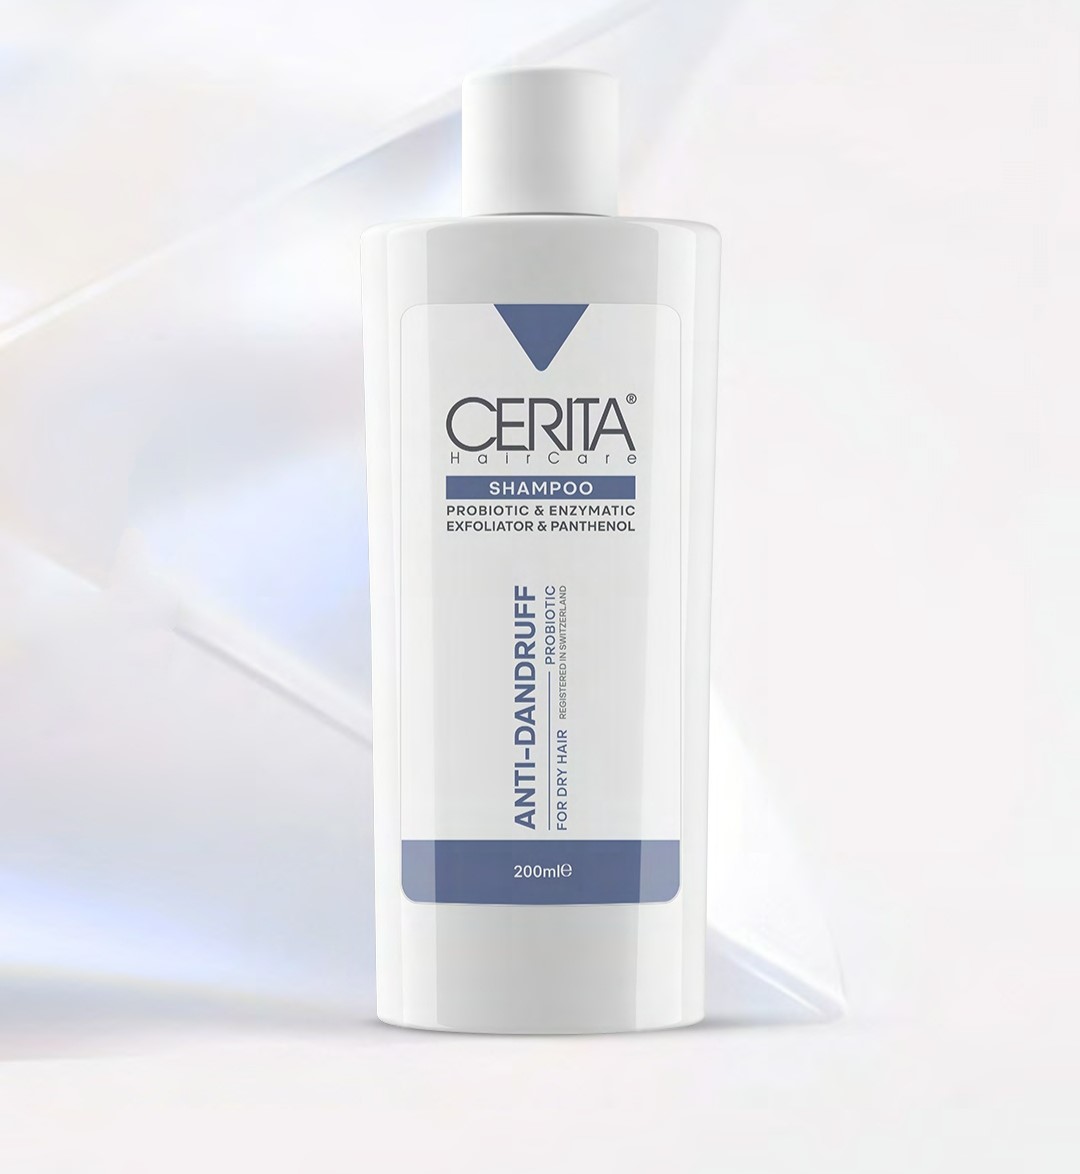 CERITA®
HairCare
SHAMPOO
PROBIOTIC & ENZYMATIC
EXFOLIATOR & PANTHENOL
ANTI-DANDRUFF
FOR DRY HAIR
PROBIOTIC
REGISTERED IN SWITZERLAND
200ml℮